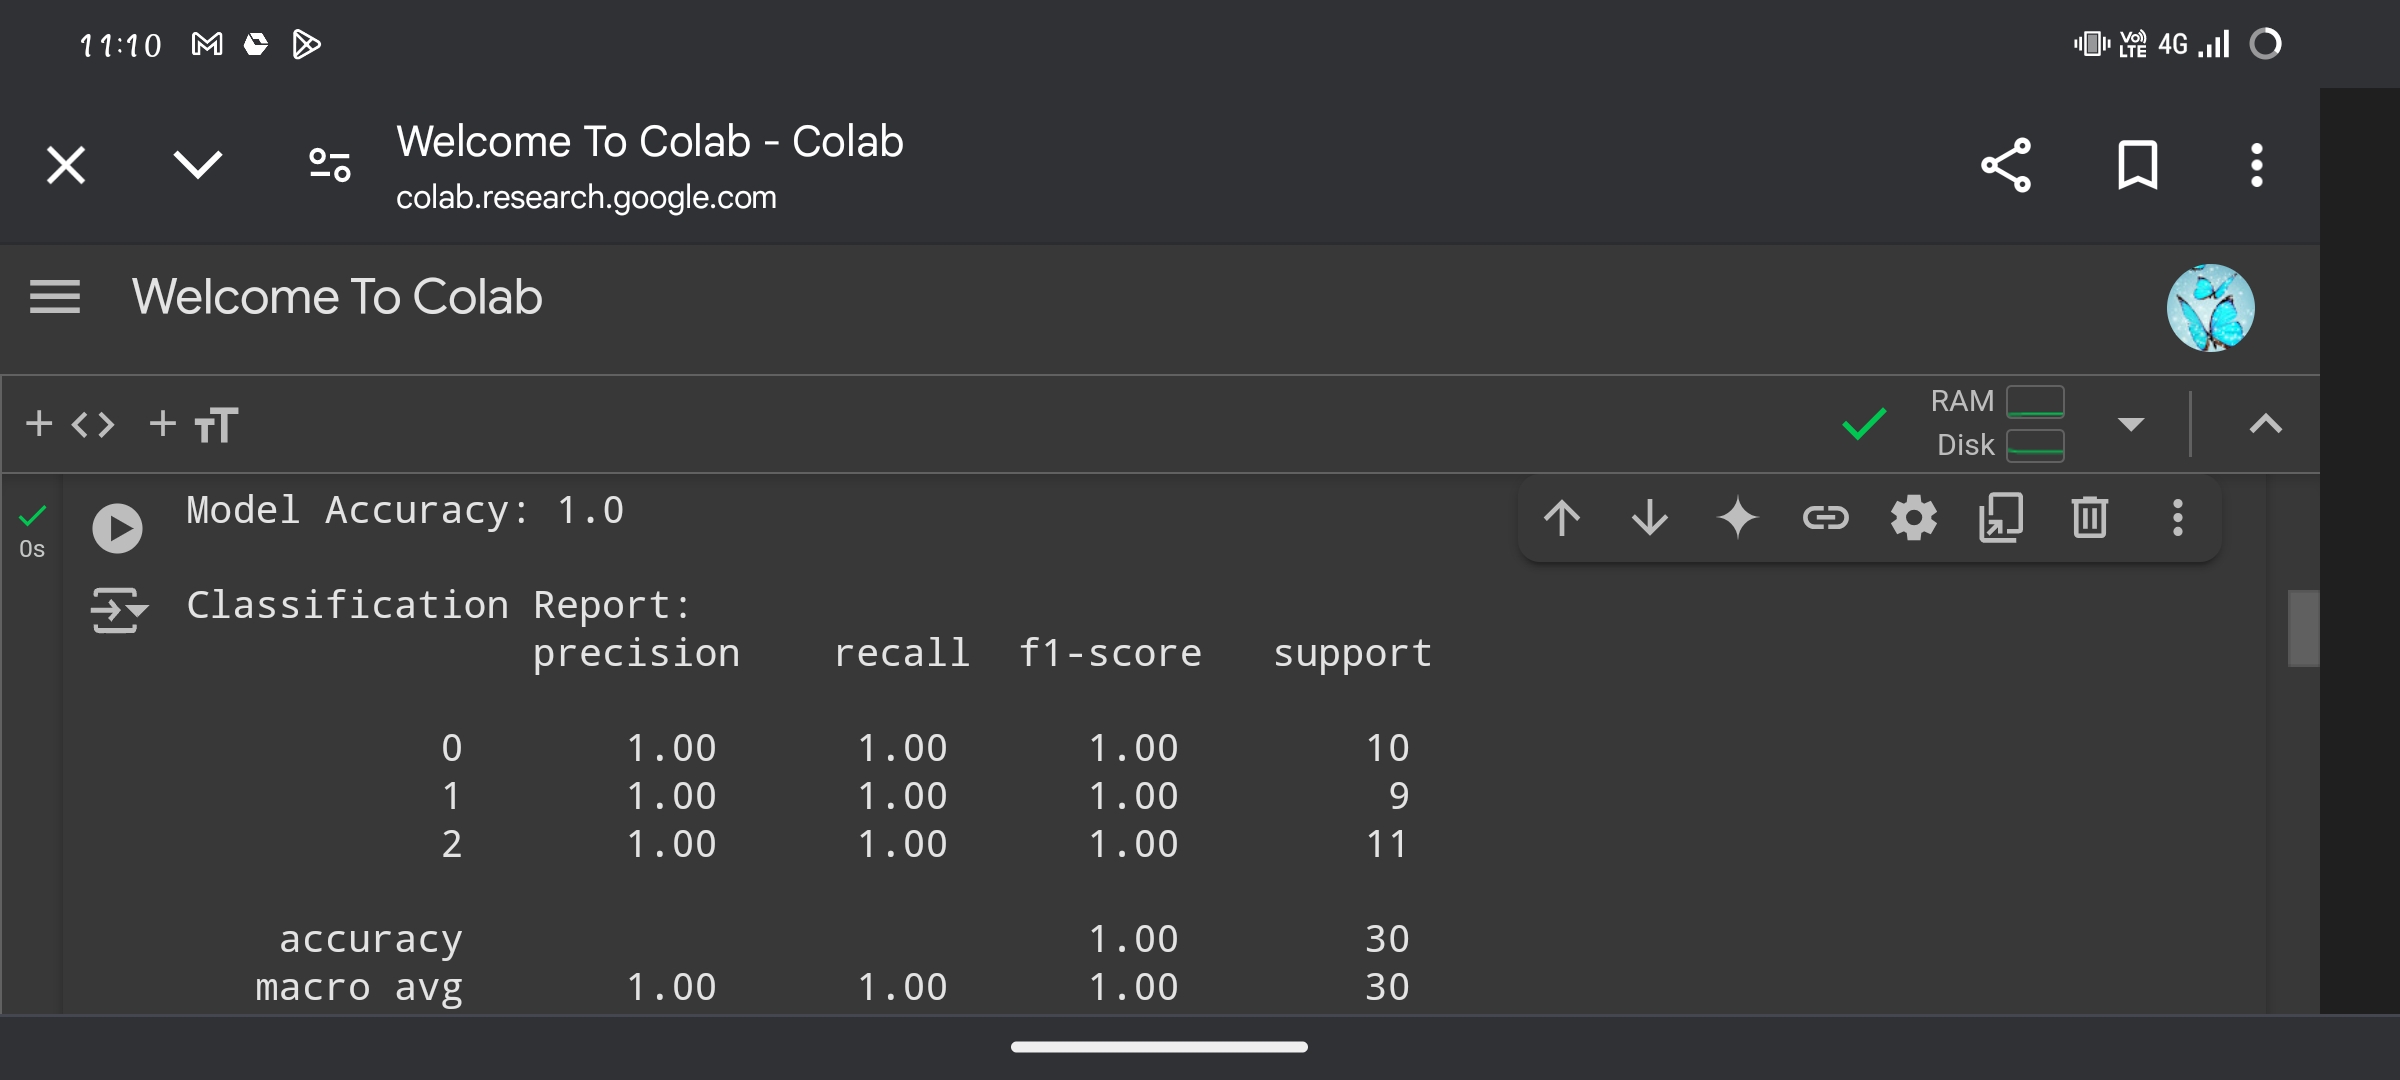 11:10 Vo) LTE 4G
Welcome To Colab - Colab
colab.research.google.com
Welcome To Colab
+ <> + TT RAM
Disk
Model Accuracy: 1.0
0s
Classification Report:
precision recall f1-score support
0 1.00 1.00 1.00 10
1 1.00 1.00 1.00 9
2 1.00 1.00 1.00 11
accuracy 1.00 30
macro avg 1.00 1.00 1.00 30